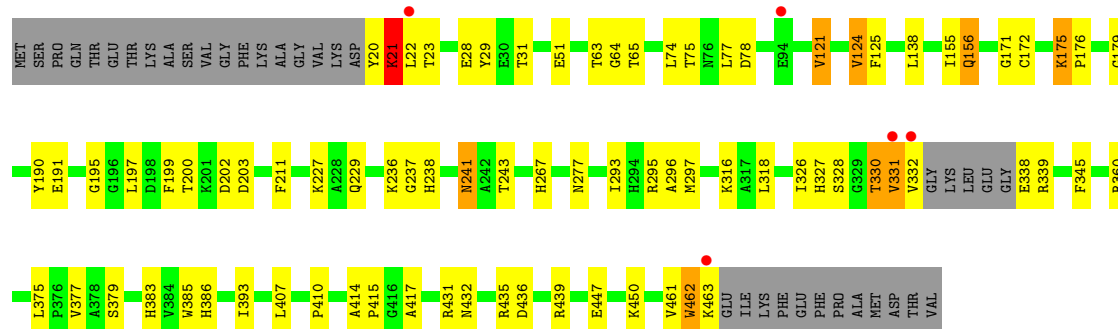 MET SER PRO GLN THR GLU THR LYS ALA SER VAL GLY PHE LYS ALA GLY VAL LYS ASP Y20 K21 L22 T23 E28 Y29 E30 T31 E51 T63 G64 T65 L74 T75 N76 L77 D78 E94 V121 V124 F125 L138 I155 Q156 G171 C172 K175 P176
Y190 E191 G195 G196 L197 D198 F199 T200 K201 D202 D203 F211 K227 A228 Q229 K236 G237 H238 N241 A242 T243 H267 N277 I293 H294 R295 A296 M297 K316 A317 L318 I326 H327 S328 G329 T330 V331 V332 GLY LYS LEU GLU GLY E338 R339 F345
L375 P376 V377 A378 S379 H383 V384 W385 H386 I393 L407 P410 A414 P415 G416 A417 R431 N432 R435 D436 R439 E447 K450 V461 W462 K463 GLU ILE LYS PHE GLU PHE PRO ALA MET ASP THR VAL